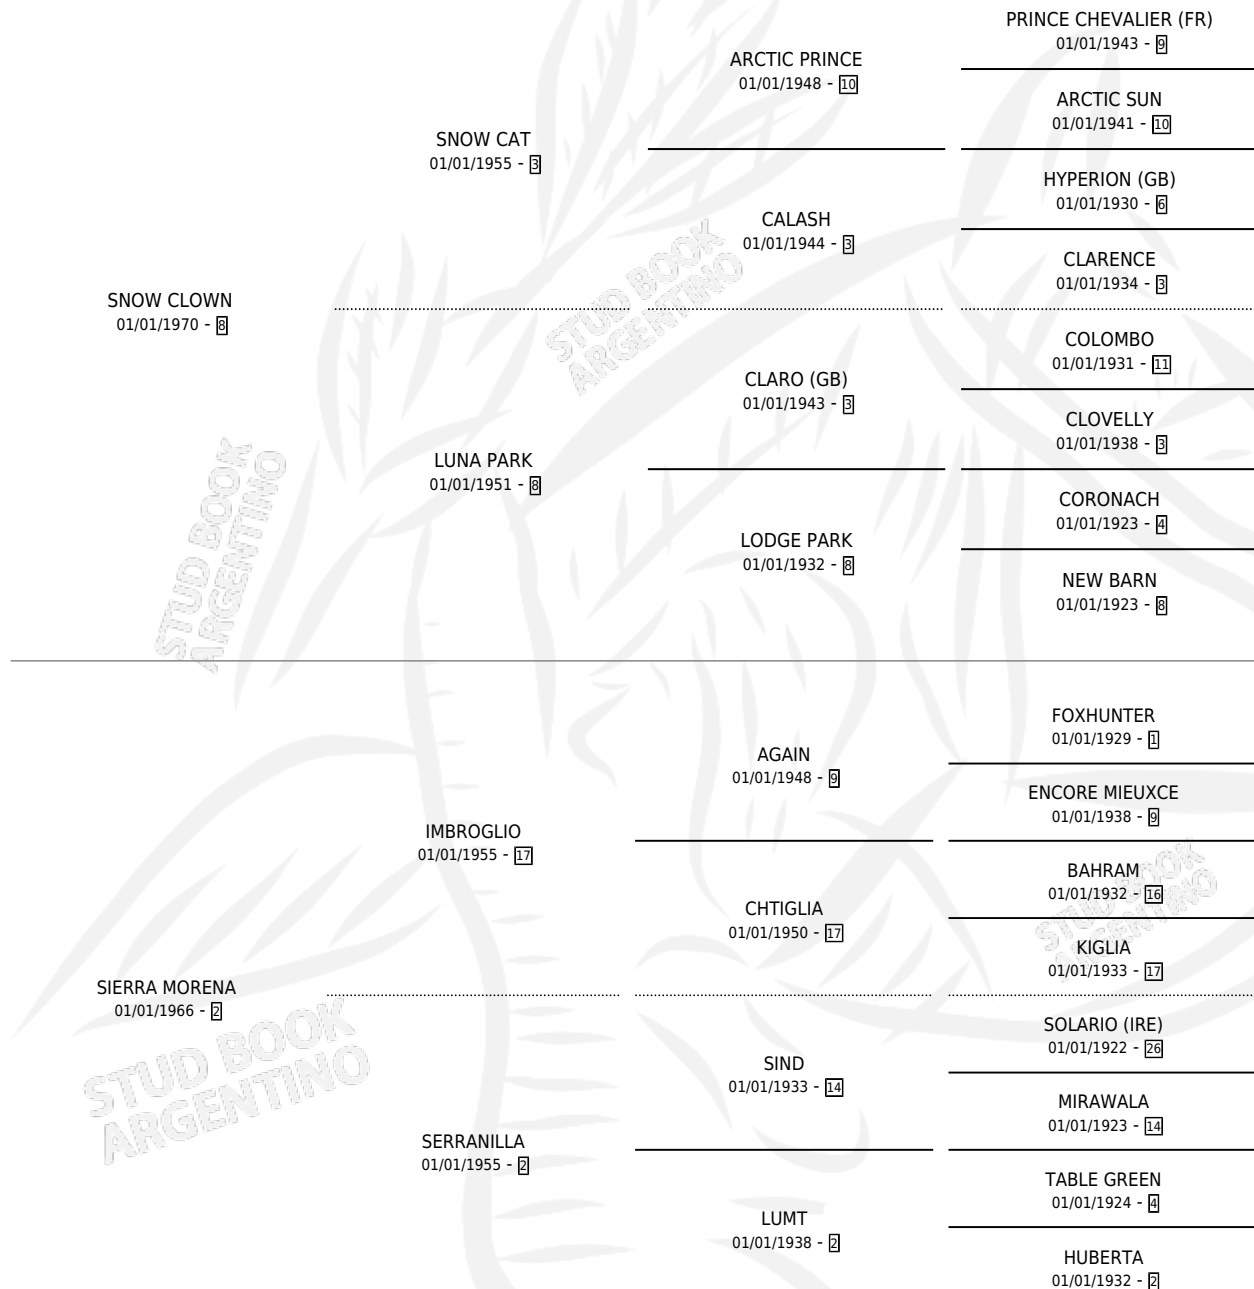 PRINCE CHEVALIER (FR)
01/01/1943 - 9
ARCTIC PRINCE
01/01/1948 - 10
ARCTIC SUN
01/01/1941 - 10
SNOW CAT
01/01/1955 - 3
HYPERION (GB)
01/01/1930 - 6
CALASH
01/01/1944 - 3
CLARENCE
01/01/1934 - 3
SNOW CLOWN
01/01/1970 - 8
COLOMBO
01/01/1931 - 11
CLARO (GB)
01/01/1943 - 3
CLOVELLY
01/01/1938 - 3
LUNA PARK
01/01/1951 - 8
CORONACH
01/01/1923 - 4
LODGE PARK
01/01/1932 - 8
NEW BARN
01/01/1923 - 8
FOXHUNTER
01/01/1929 - 1
AGAIN
01/01/1948 - 9
ENCORE MIEUXCE
01/01/1938 - 9
IMBROGLIO
01/01/1955 - 17
BAHRAM
01/01/1932 - 16
CHTIGLIA
01/01/1950 - 17
KIGLIA
01/01/1933 - 17
SIERRA MORENA
01/01/1966 - 2
SOLARIO (IRE)
01/01/1922 - 26
SIND
01/01/1933 - 14
MIRAWALA
01/01/1923 - 14
SERRANILLA
01/01/1955 - 2
TABLE GREEN
01/01/1924 - 4
LUMT
01/01/1938 - 2
HUBERTA
01/01/1932 - 2
STUD BOOK
ARGENTINO
STUD BOOK
ARGENTINO
STUD BOOK
ARGENTINO
STUD BOOK
ARGENTINO